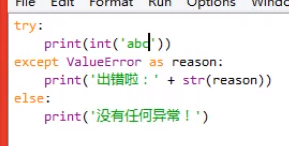 File Edit Format Run Options Windo
try:
    print(int('abc'))
except ValueError as reason:
    print('出错啦：' + str(reason))
else:
    print('没有任何异常！')